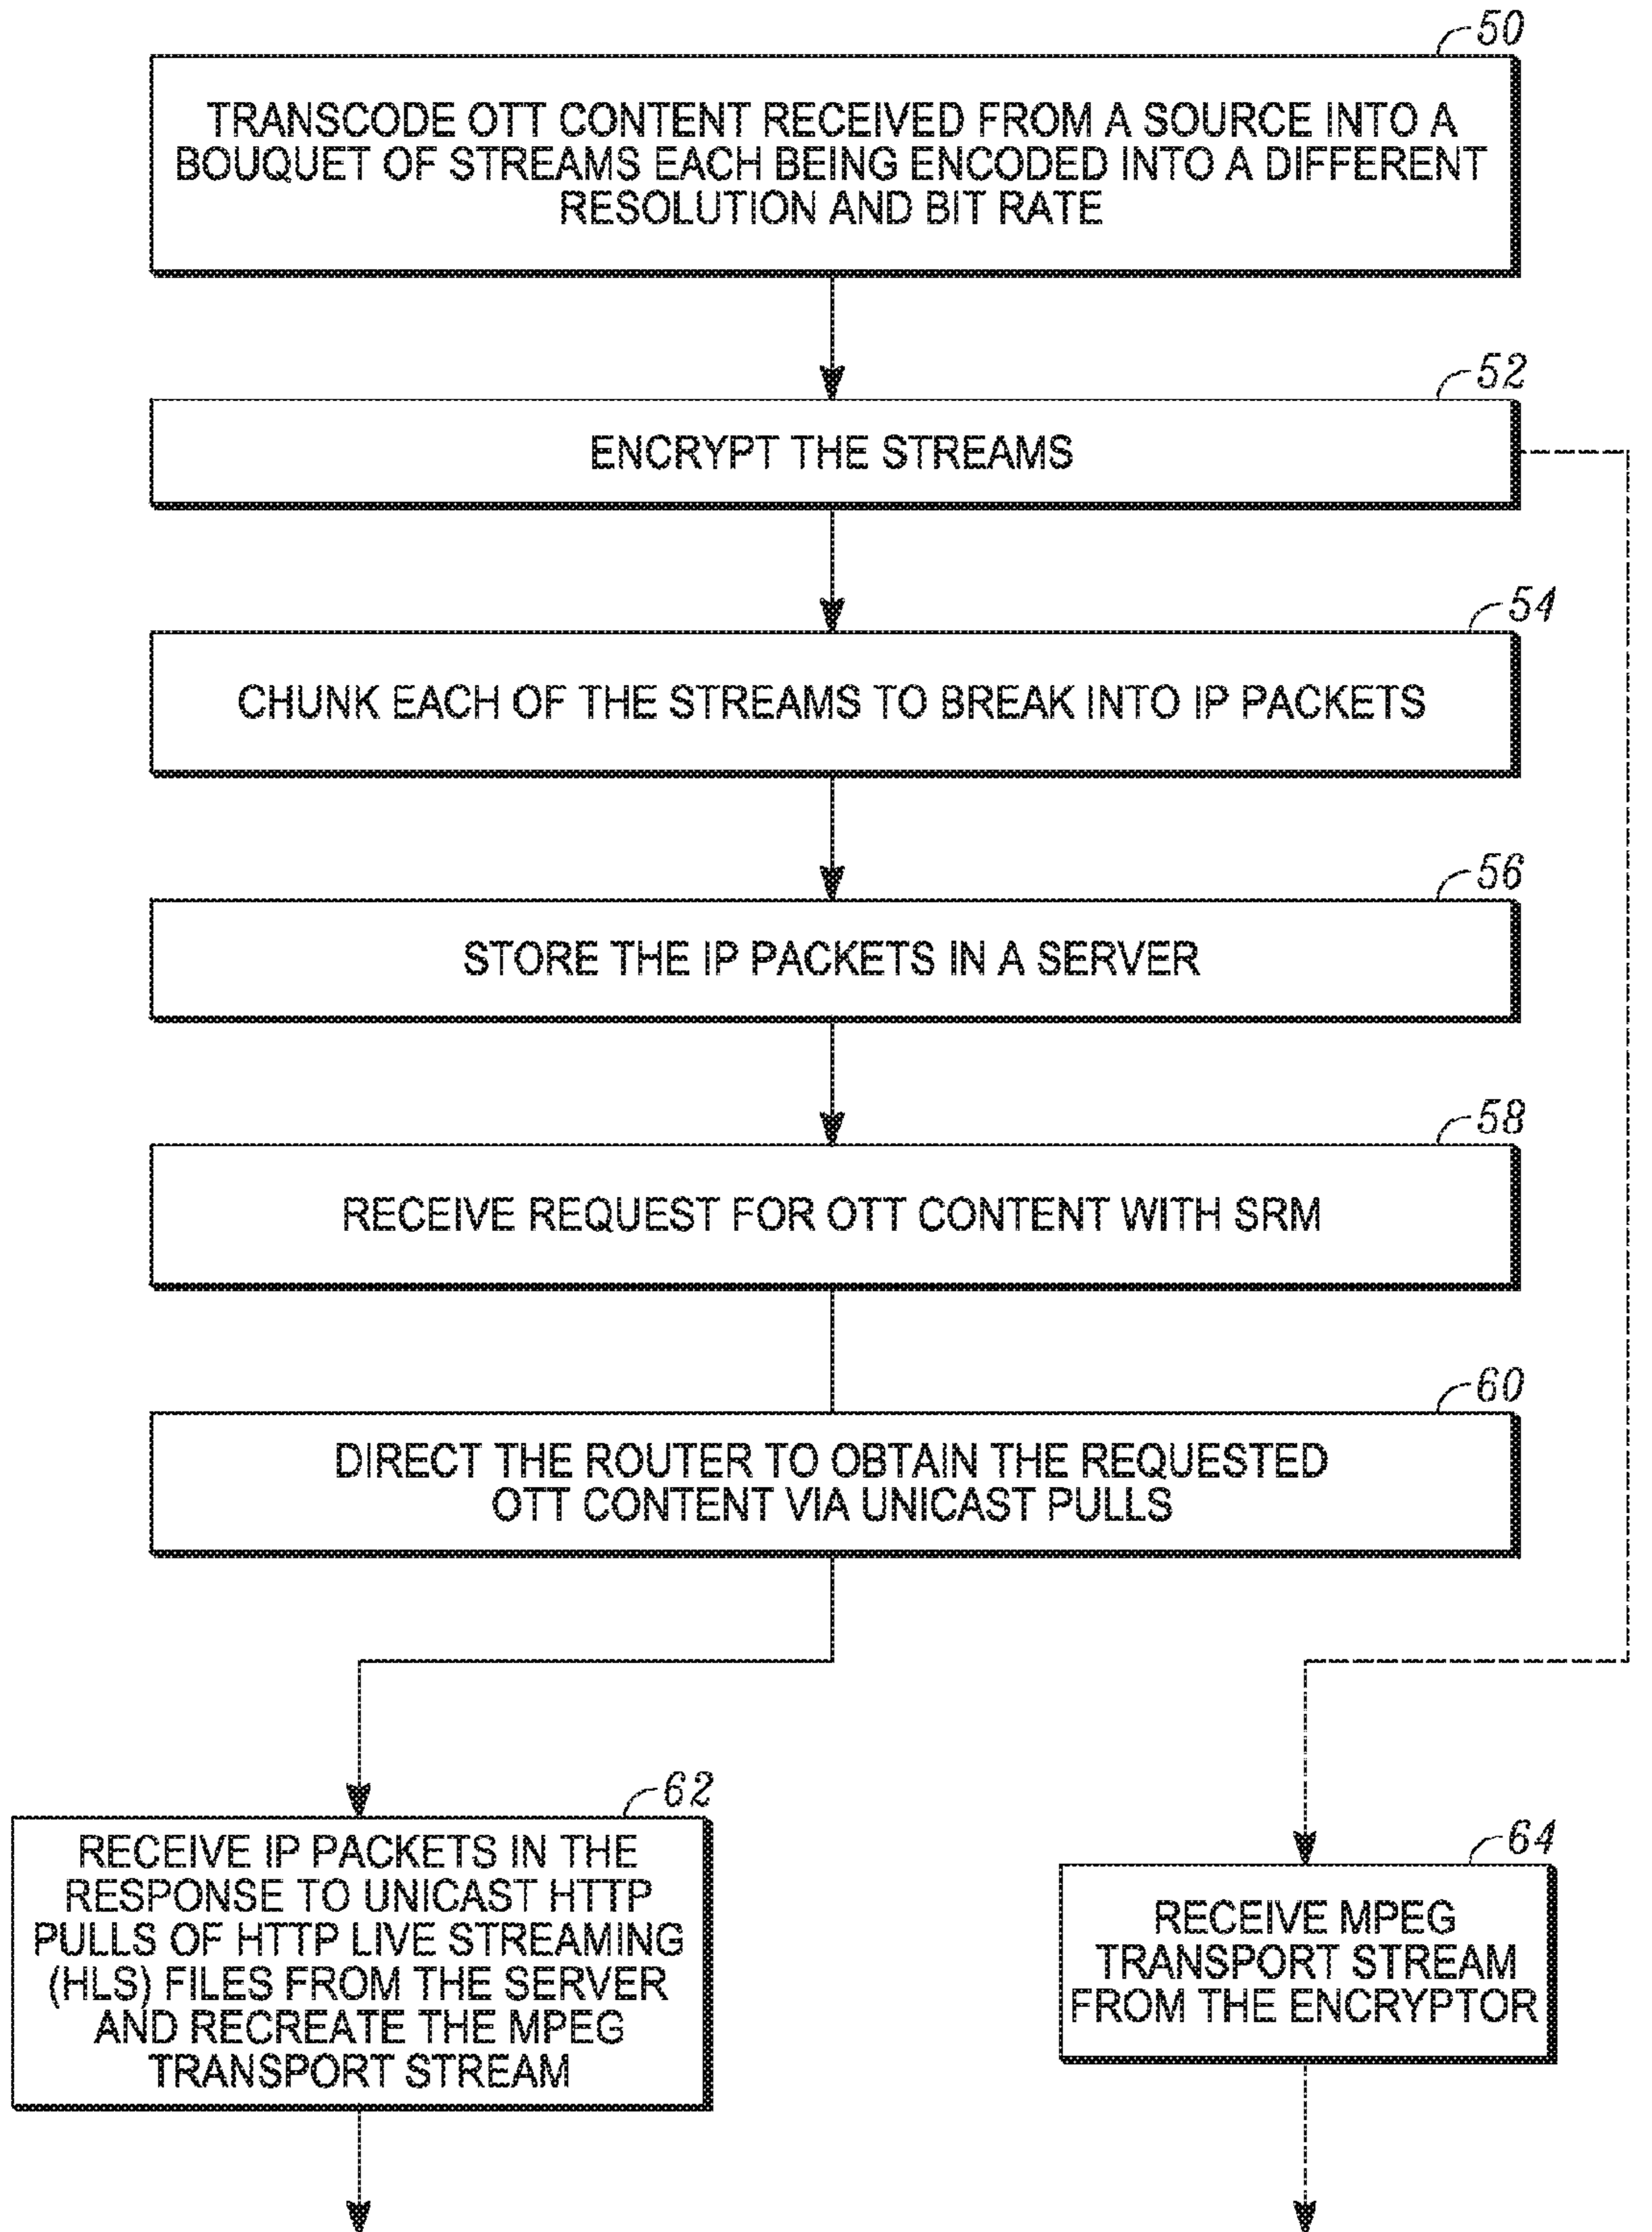 50
TRANSCODE OTT CONTENT RECEIVED FROM A SOURCE INTO A
BOUQUET OF STREAMS EACH BEING ENCODED INTO A DIFFERENT
RESOLUTION AND BIT RATE
52
ENCRYPT THE STREAMS
54
CHUNK EACH OF THE STREAMS TO BREAK INTO IP PACKETS
56
STORE THE IP PACKETS IN A SERVER
58
RECEIVE REQUEST FOR OTT CONTENT WITH SRM
60
DIRECT THE ROUTER TO OBTAIN THE REQUESTED
OTT CONTENT VIA UNICAST PULLS
62
RECEIVE IP PACKETS IN THE
RESPONSE TO UNICAST HTTP
PULLS OF HTTP LIVE STREAMING
(HLS) FILES FROM THE SERVER
AND RECREATE THE MPEG
TRANSPORT STREAM
64
RECEIVE MPEG
TRANSPORT STREAM
FROM THE ENCRYPTOR